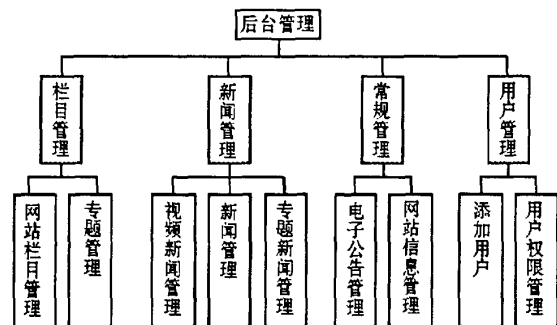 后台管理
栏目管理
新闻管理
常规管理
用户管理
网站栏目管理
专题管理
视频新闻管理
新闻管理
专题新闻管理
电子公告管理
网站信息管理
添加用户
用户权限管理